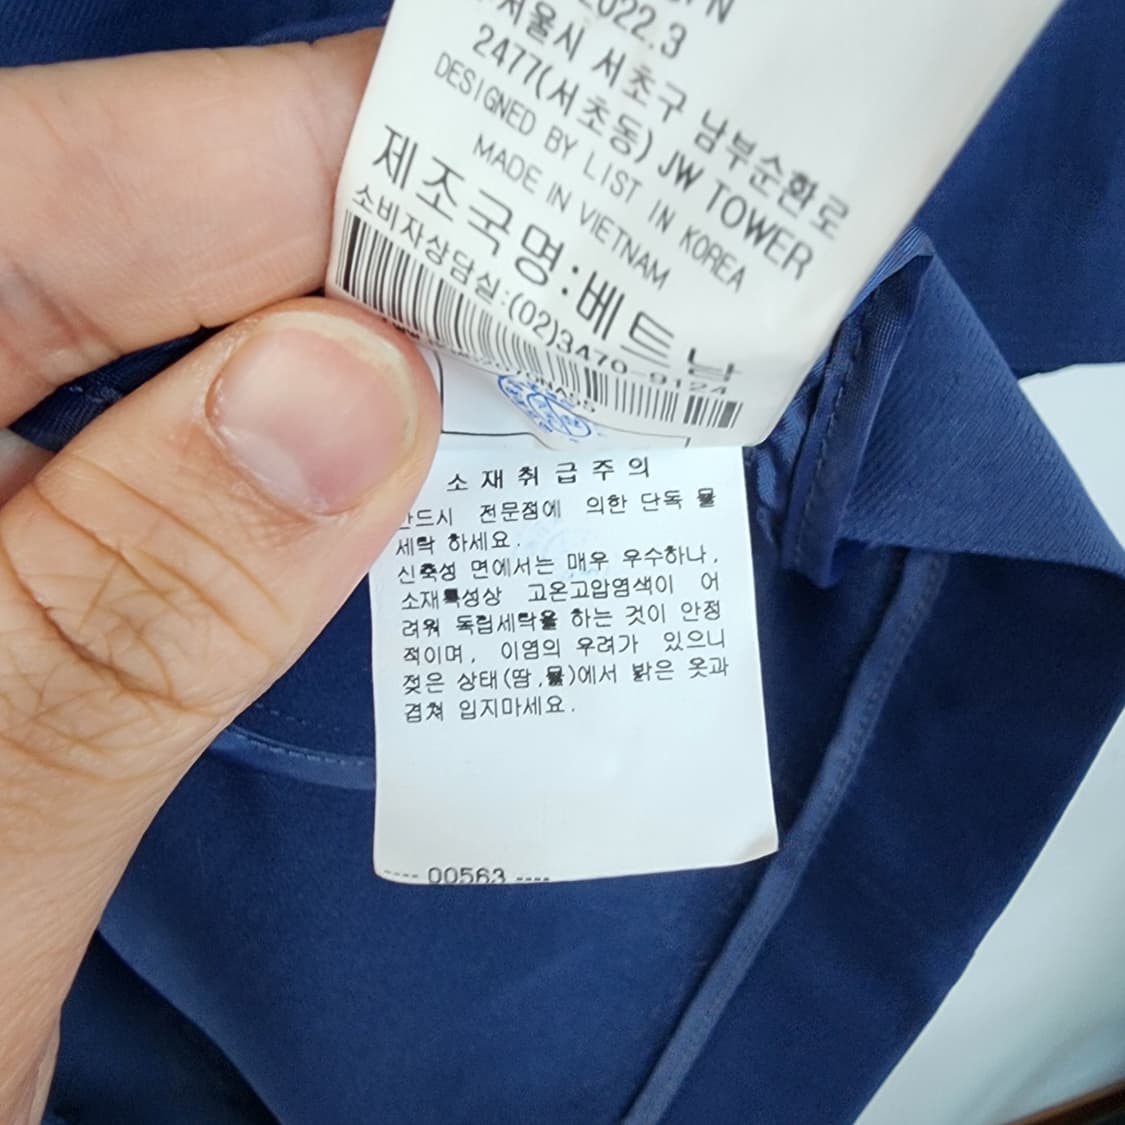 2022.3
서울시 서초구 남부순환로
2477(서초동) JW TOWER
DESIGNED BY LIST IN KOREA
MADE IN VIETNAM
제조국명:베트남
소비자상담실:(02)3470-9124
소재취급주의
반드시 전문점에 의한 단독 물
세탁 하세요.
신축성 면에서는 매우 우수하나,
소재특성상 고온고압염색이 어
려워 독립세탁을 하는 것이 안정
적이며, 이염의 우려가 있으니
젖은 상태(땀,물)에서 밝은 옷과
겹쳐 입지마세요.
---- 00563 ----